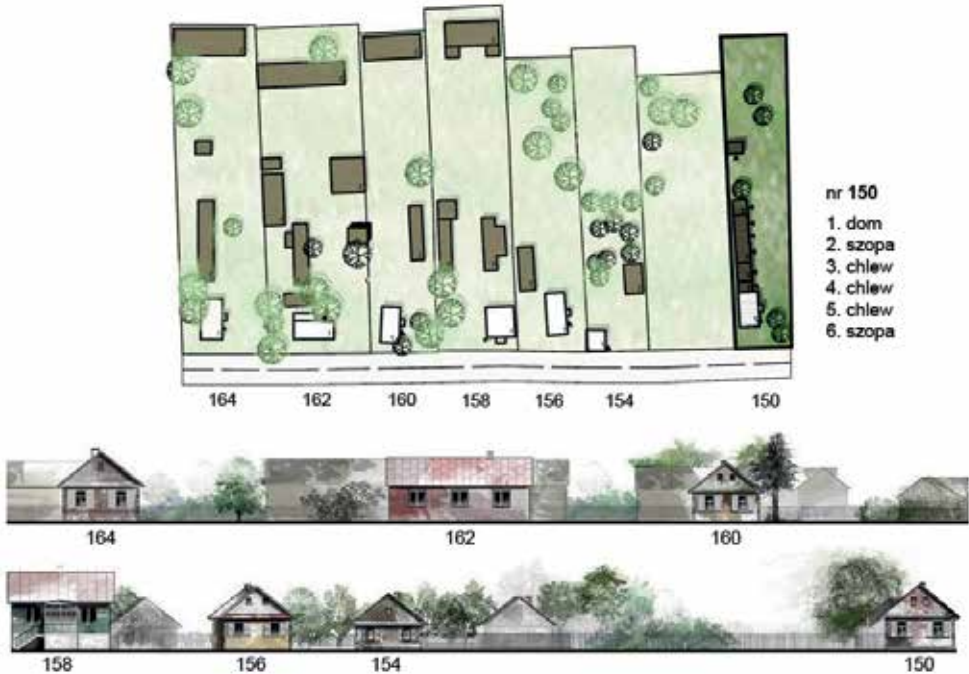 nr 150
1. dom
2. szopa
3. chlew
4. chlew
5. chlew
6. szopa
164 162 160 158 156 154 150
164 162 160
158 156 154 150